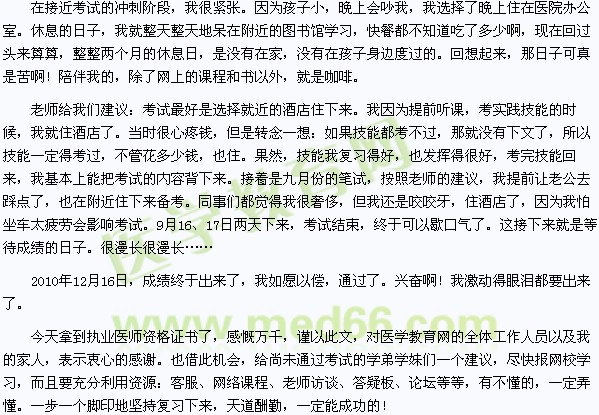 在接近考试的冲刺阶段，我很紧张。因为孩子小，晚上会吵我，我选择了晚上住在医院办公
室。休息的日子，我就整天整天地呆在附近的图书馆学习，快餐都不知道吃了多少啊，现在回过
头来算算，整整两个月的休息日，是没有在家，没有在孩子身边度过的。回想起来，那日子可真
是苦啊！陪伴我的，除了网上的课程和书以外，就是咖啡。
老师给我们建议：考试最好是选择就近的酒店住下来。我因为提前听课，考实践技能的时
候，我就住酒店了。当时很心疼钱，但是转念一想：如果技能都考不过，那就没有下文了，所以
技能一定得考过，不管花多少钱，也住。果然，技能我复习得好，也发挥得很好，考完技能回
来，我基本上能把考试的内容背下来。接着是九月份的笔试，按照老师的建议，我提前让老公去
踩点了，也在附近住下来备考。同事们都觉得我很奢侈，但我还是咬咬牙，住酒店了，因为我怕
坐车太疲劳会影响考试。9月16、17日两天下来，考试结束，终于可以歇口气了。这接下来就是等
待成绩的日子。很漫长很漫长……
2010年12月16日，成绩终于出来了，我如愿以偿，通过了。兴奋啊！我激动得眼泪都要出来
了。
今天拿到执业医师资格证书了，感慨万千，谨以此文，对医学教育网的全体工作人员以及我
的家人，表示衷心的感谢。也借此机会，给尚未通过考试的学弟学妹们一个建议，尽快报网校学
习，而且要充分利用资源：客服、网络课程、老师访谈、答疑板、论坛等等，有不懂的，一定弄
懂。一步一个脚印地坚持复习下来，天道酬勤，一定能成功的！
医学教育网
www.med66.com